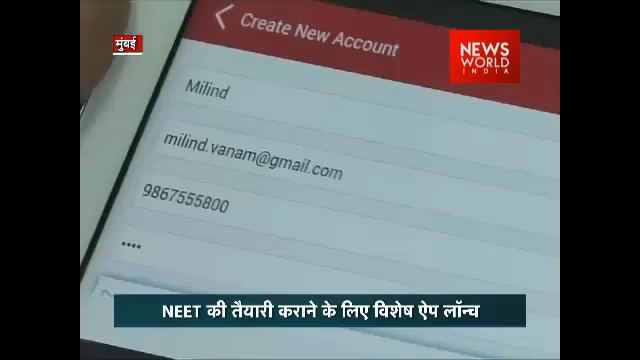 मुंबई
Create New Account
NEWS
WORLD
INDIA
Milind
milind.vanam@gmail.com
9867555800
••••
NEET की तैयारी कराने के लिए विशेष ऐप लॉन्च